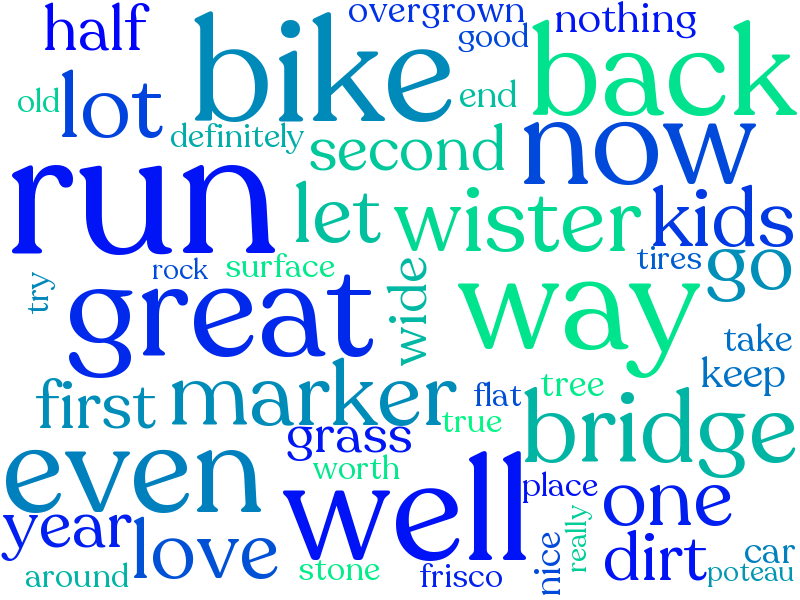 half
overgrown
nothing
good
bike
back
old
lot
end
definitely
second
now
run
let
wister
kids
rock
surface
tires
go
try
great
wide
way
take
keep
first
marker
flat
tree
true
bridge
grass
even
worth
well
place
one
year
love
nice
really
dirt
car
around
stone
frisco
poteau